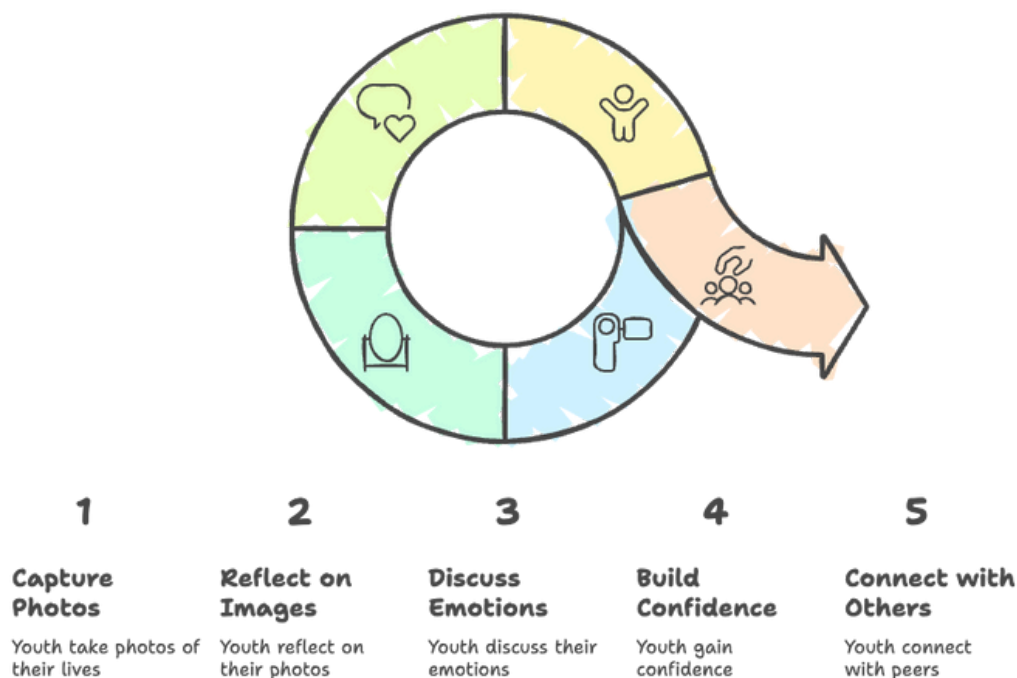 1
2
3
4
5
Capture
Photos
Youth take photos of
their lives
Reflect on
Images
Youth reflect on
their photos
Discuss
Emotions
Youth discuss their
emotions
Build
Confidence
Youth gain
confidence
Connect with
Others
Youth connect
with peers